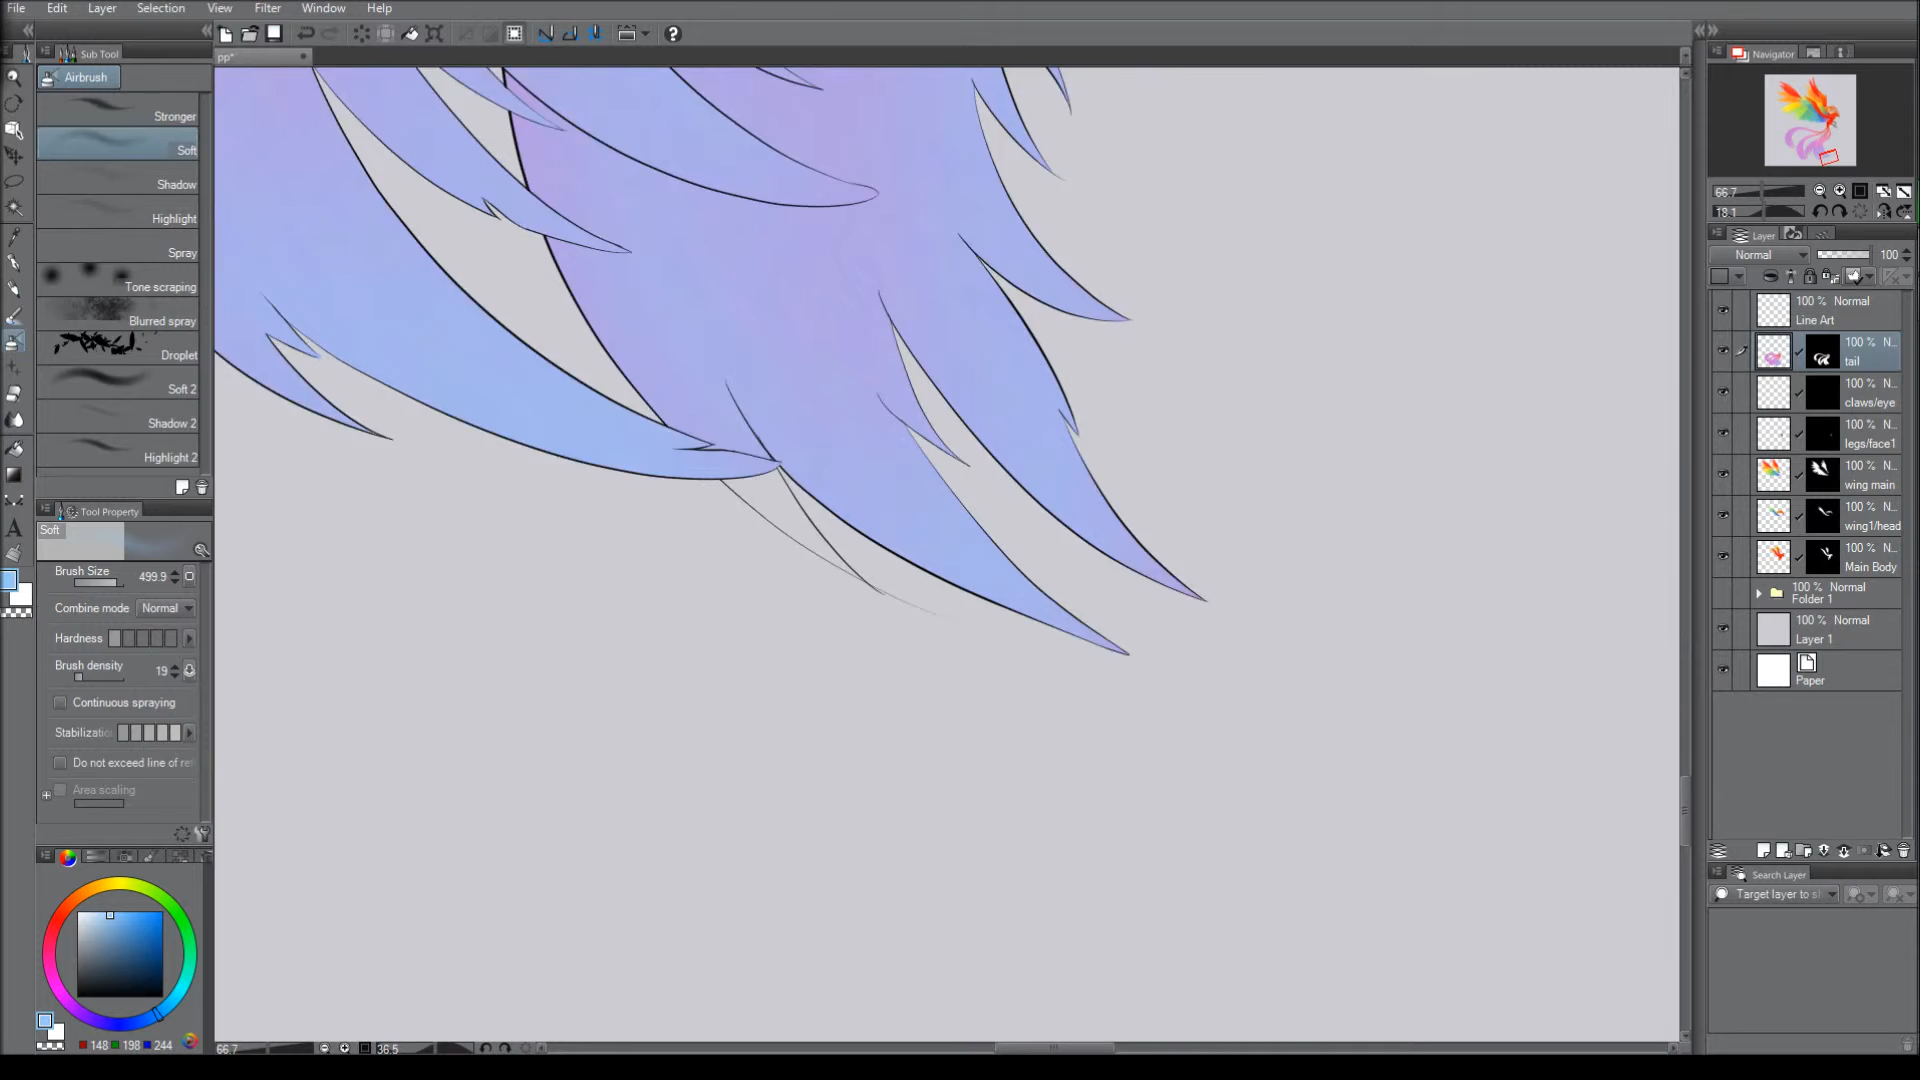 File Edit Layer Selection View Filter Window Help
Sub Tool
pp*
Airbrush
Stronger
Soft
Shadow
Highlight
Spray
Tone scraping
Blurred spray
Droplet
Soft 2
Shadow 2
Highlight 2
Tool Property
Soft
Brush Size 499.9
Combine mode Normal
Hardness
Brush density 19
Continuous spraying
Stabilizatio
Do not exceed line of re
Area scaling
148 198 244
66.7 36.5
Navigator
66.7
18.1
Layer
Normal 100
100 % Normal
Line Art
100 % N...
tail
100 % N...
claws/eye
100 % N...
legs/face1
100 % N...
wing main
100 % N...
wing1/head
100 % N...
Main Body
100 % Normal
Folder 1
100 % Normal
Layer 1
Paper
Search Layer
Target layer to s